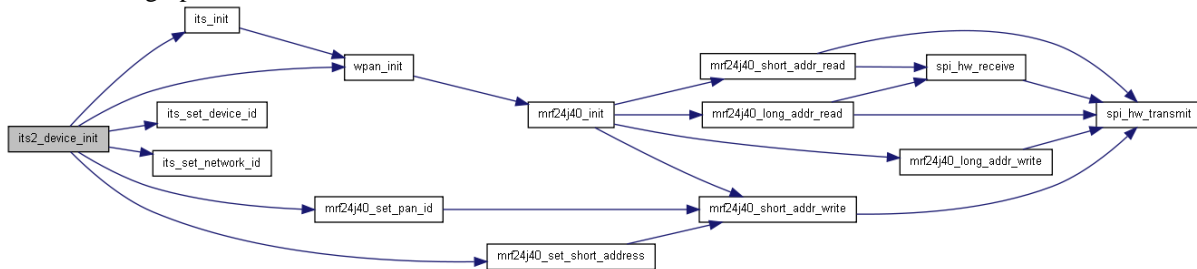 its_init
wpan_init
mrf24j40_short_addr_read
spi_hw_receive
its_set_device_id
mrf24j40_init
mrf24j40_long_addr_read
spi_hw_transmit
its2_device_init
its_set_network_id
mrf24j40_long_addr_write
mrf24j40_set_pan_id
mrf24j40_short_addr_write
mrf24j40_set_short_address